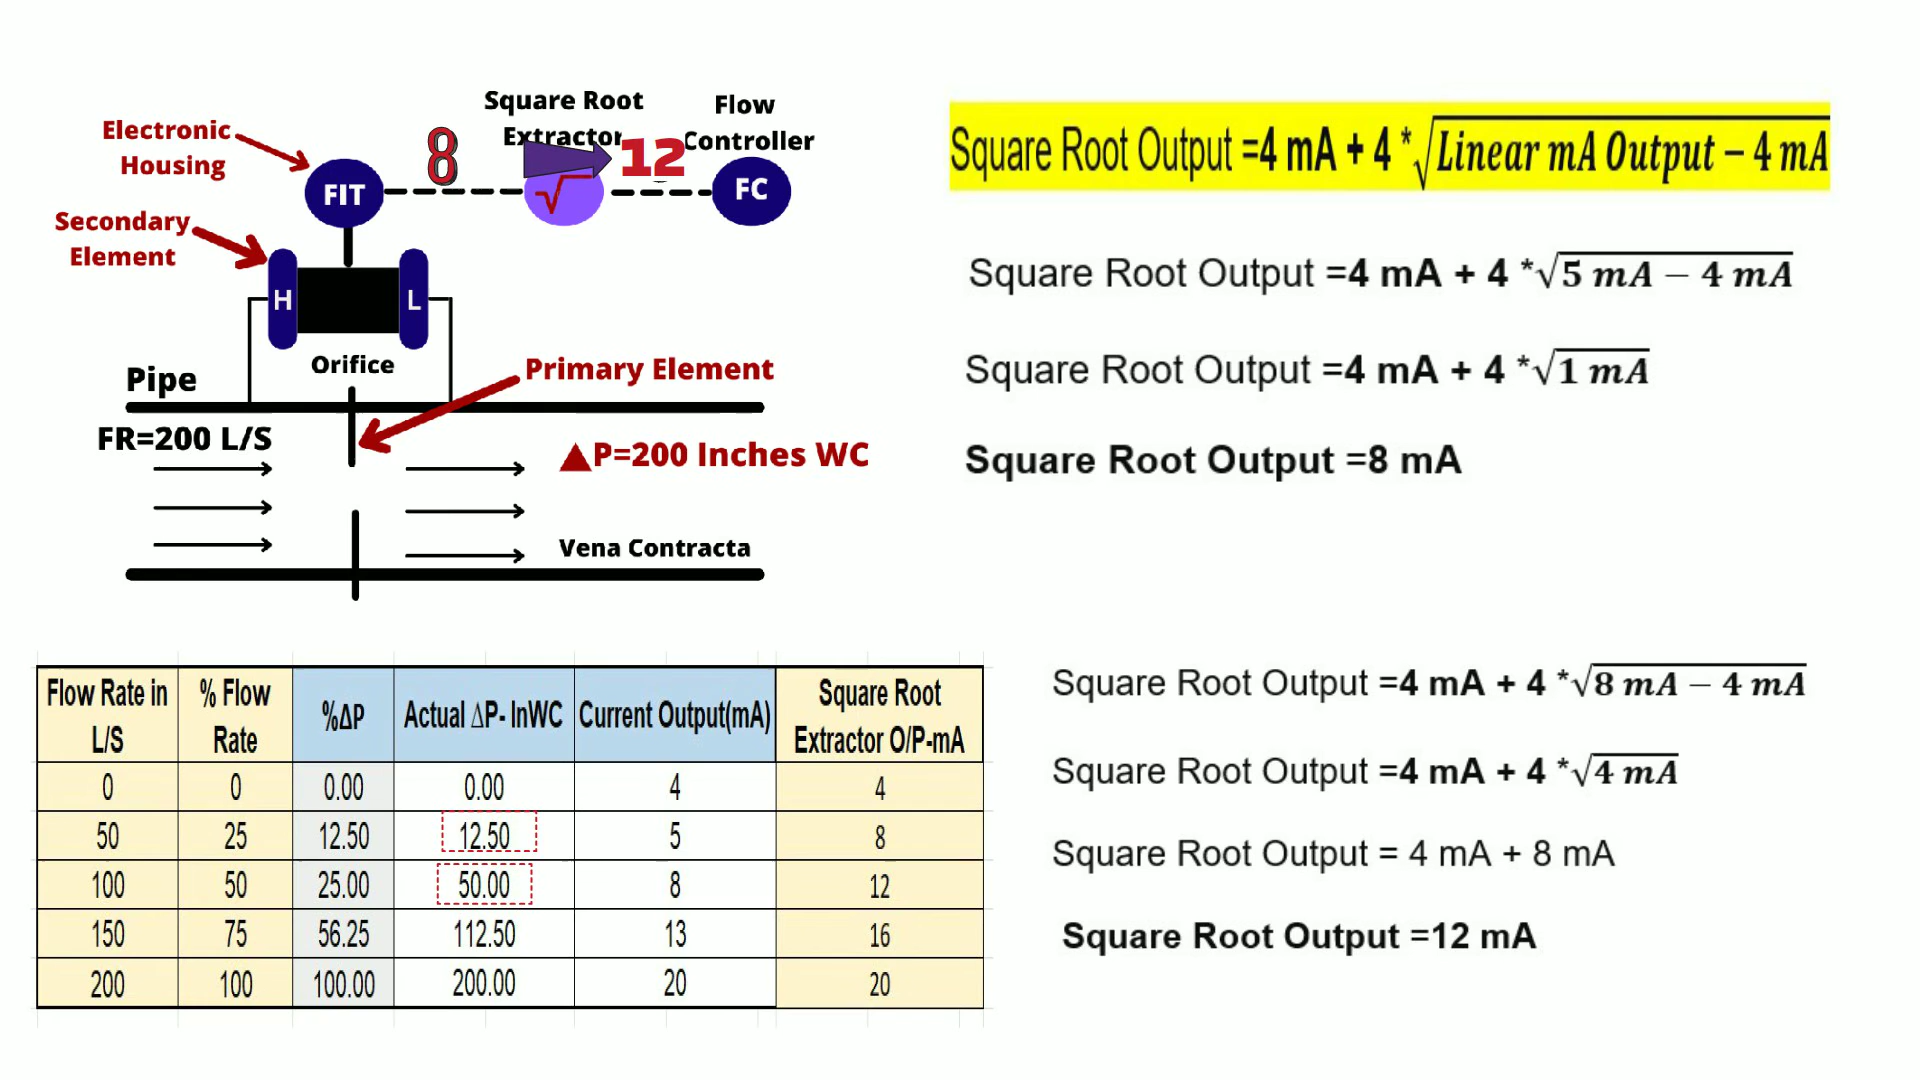 Electronic
Housing
Secondary
Element
Square Root
Extractor
Flow
Controller
8
12
√
FIT
FC
H
L
Orifice
Pipe
Primary Element
FR=200 L/S
▲P=200 Inches WC
Vena Contracta
Square Root Output =4 mA + 4 *√Linear mA Output – 4 mA
Square Root Output =4 mA + 4 *√5 mA – 4 mA
Square Root Output =4 mA + 4 *√1 mA
Square Root Output =8 mA
Flow Rate in L/S % Flow Rate %ΔP Actual ΔP- InWC Current Output(mA) Square Root Extractor O/P-mA
0 0 0.00 0.00 4 4
50 25 12.50 12.50 5 8
100 50 25.00 50.00 8 12
150 75 56.25 112.50 13 16
200 100 100.00 200.00 20 20
Square Root Output =4 mA + 4 *√8 mA – 4 mA
Square Root Output =4 mA + 4 *√4 mA
Square Root Output = 4 mA + 8 mA
Square Root Output =12 mA